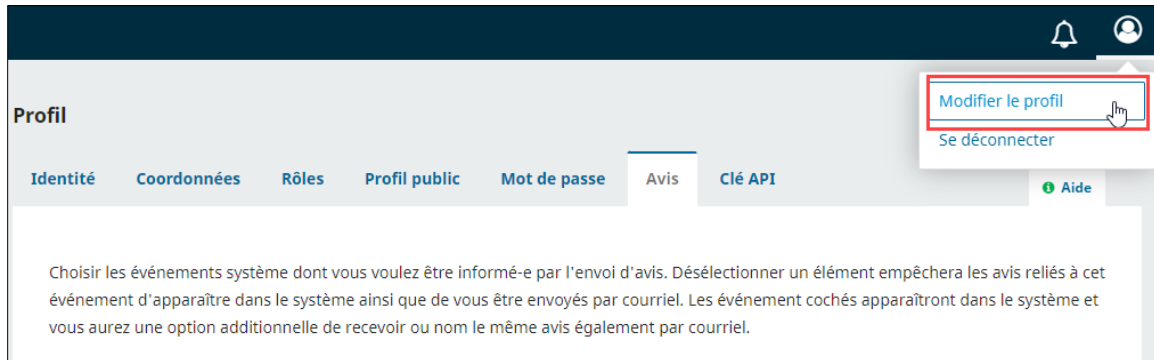 Modifier le profil
Se déconnecter
Profil
Identité Coordonnées Rôles Profil public Mot de passe Avis Clé API
Aide
Choisir les événements système dont vous voulez être informé-e par l'envoi d'avis. Désélectionner un élément empêchera les avis reliés à cet
événement d'apparaître dans le système ainsi que de vous être envoyés par courriel. Les événement cochés apparaîtront dans le système et
vous aurez une option additionnelle de recevoir ou nom le même avis également par courriel.